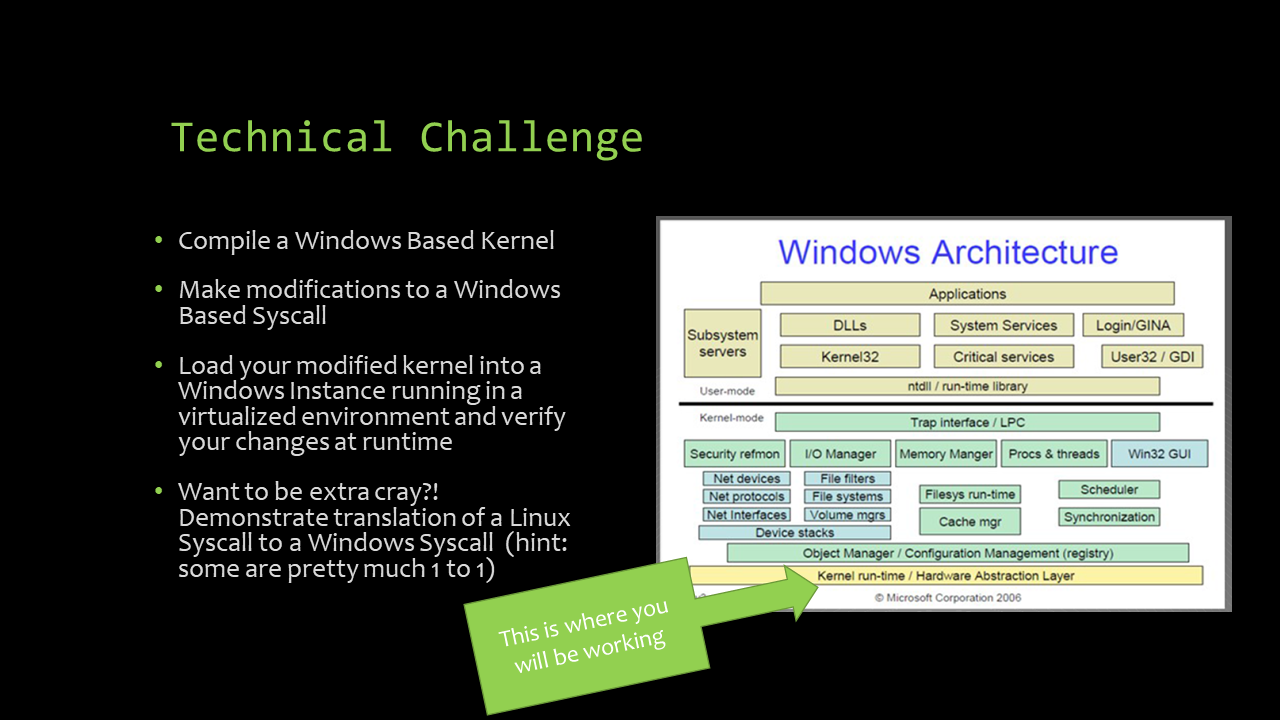 Technical Challenge
• Compile a Windows Based Kernel
• Make modifications to a Windows
Based Syscall
• Load your modified kernel into a
Windows Instance running in a
virtualized environment and verify
your changes at runtime
• Want to be extra cray?!
Demonstrate translation of a Linux
Syscall to a Windows Syscall (hint:
some are pretty much 1 to 1)
This is where you
will be working
Windows Architecture
Applications
Subsystem
servers
DLLs
System Services
Login/GINA
Kernel32
Critical services
User32 / GDI
User-mode
ntdll / run-time library
Kernel-mode
Trap interface / LPC
Security refmon
I/O Manager
Memory Manger
Procs & threads
Win32 GUI
Net devices
File filters
Net protocols
File systems
Net Interfaces
Volume mgrs
Device stacks
Filesys run-time
Scheduler
Cache mgr
Synchronization
Object Manager / Configuration Management (registry)
Kernel run-time / Hardware Abstraction Layer
© Microsoft Corporation 2006